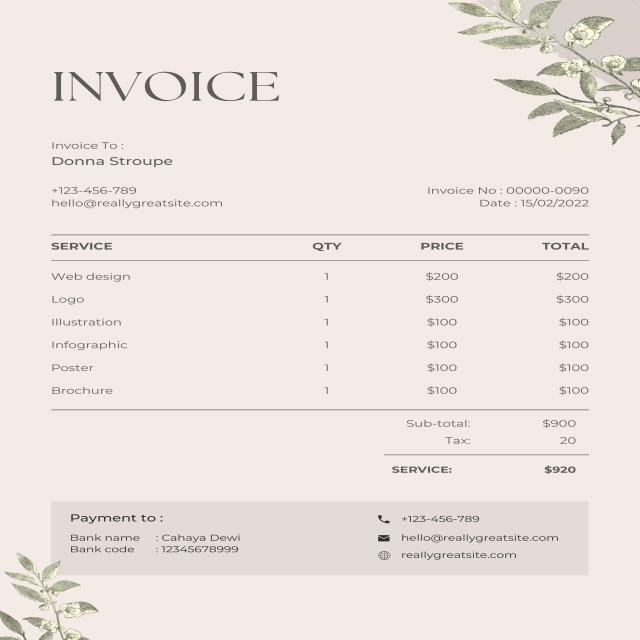 INVOICE
Invoice To :
Donna Stroupe
+123-456-789
hello@reallygreatsite.com
Invoice No : 00000-0090
Date : 15/02/2022
SERVICE QTY PRICE TOTAL
Web design 1 $200 $200
Logo 1 $300 $300
Illustration 1 $100 $100
Infographic 1 $100 $100
Poster 1 $100 $100
Brochure 1 $100 $100
Sub-total: $900
Tax: 20
SERVICE: $920
Payment to :
Bank name : Cahaya Dewi
Bank code : 12345678999
+123-456-789
hello@reallygreatsite.com
reallygreatsite.com